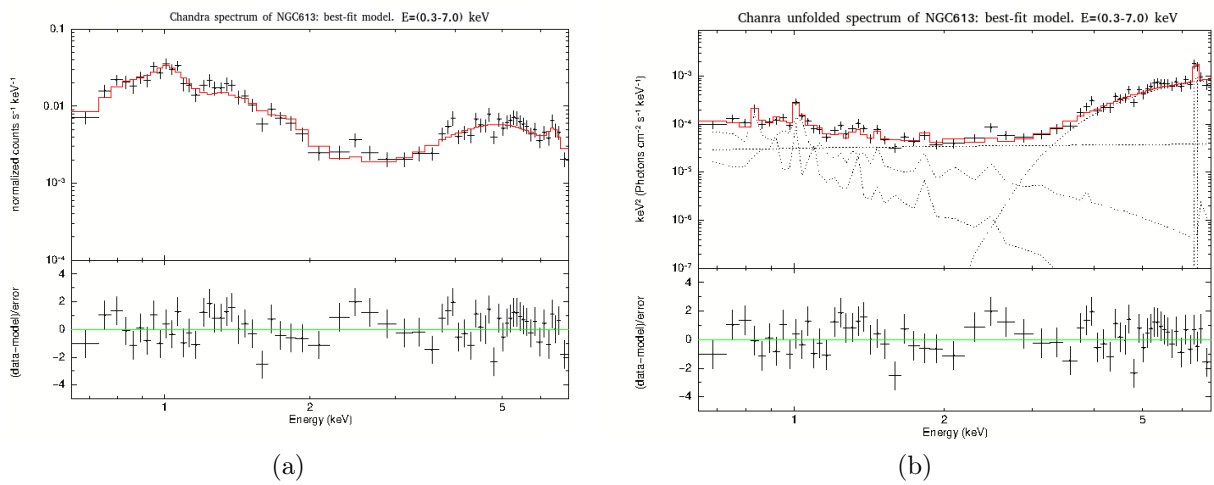 Chandra spectrum of NGC613: best-fit model. E=(0.3-7.0) keV
0.1
0.01
10⁻³
10⁻⁴
normalized counts s⁻¹ keV⁻¹
4
2
0
−2
−4
(data−model)/error
1
2
5
Energy (keV)
(a)
Chanra unfolded spectrum of NGC613: best-fit model. E=(0.3-7.0) keV
10⁻³
10⁻⁴
10⁻⁵
10⁻⁶
10⁻⁷
keV² (Photons cm⁻² s⁻¹ keV⁻¹)
4
2
0
−2
−4
(data−model)/error
1
2
5
Energy (keV)
(b)